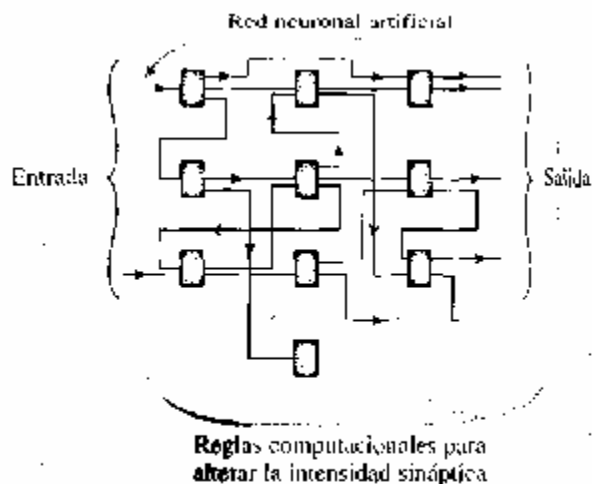 Red neuronal artificial
Entrada
Salida
Reglas computacionales para
alterar la intensidad sináptica